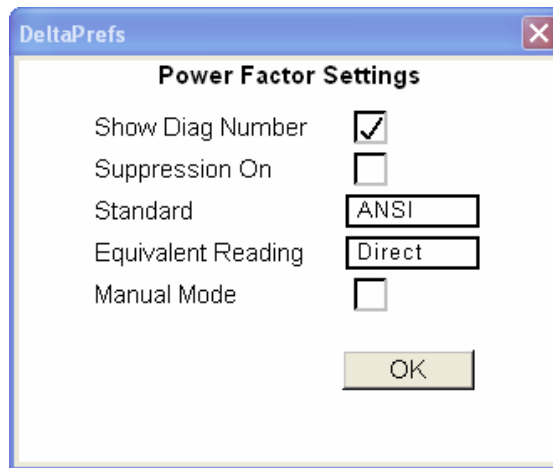 DeltaPrefs
Power Factor Settings
Show Diag Number
Suppression On
Standard ANSI
Equivalent Reading Direct
Manual Mode
OK